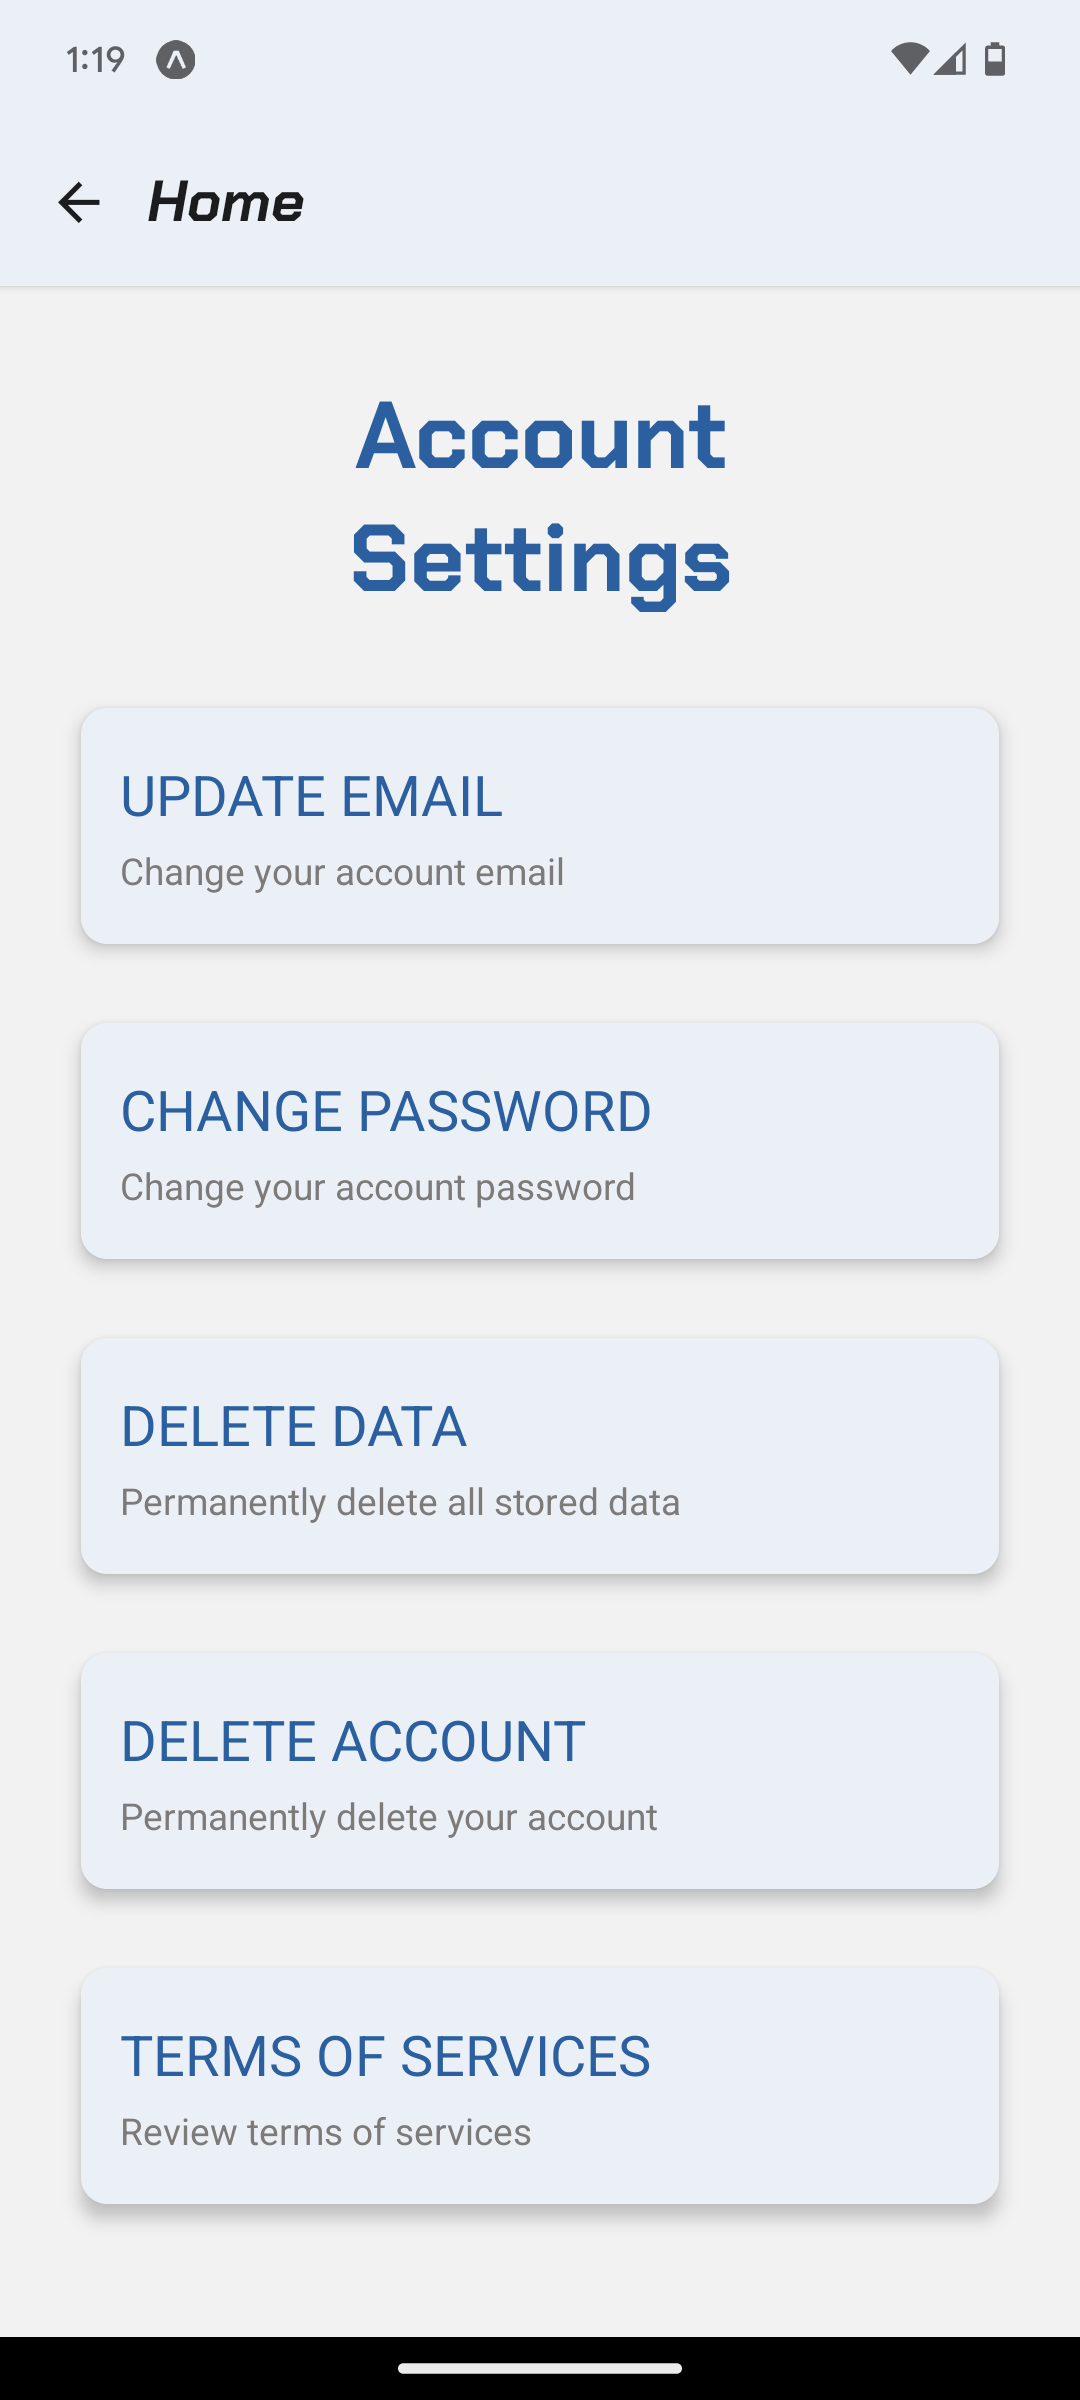 1:19
Home
Account
Settings
UPDATE EMAIL
Change your account email
CHANGE PASSWORD
Change your account password
DELETE DATA
Permanently delete all stored data
DELETE ACCOUNT
Permanently delete your account
TERMS OF SERVICES
Review terms of services